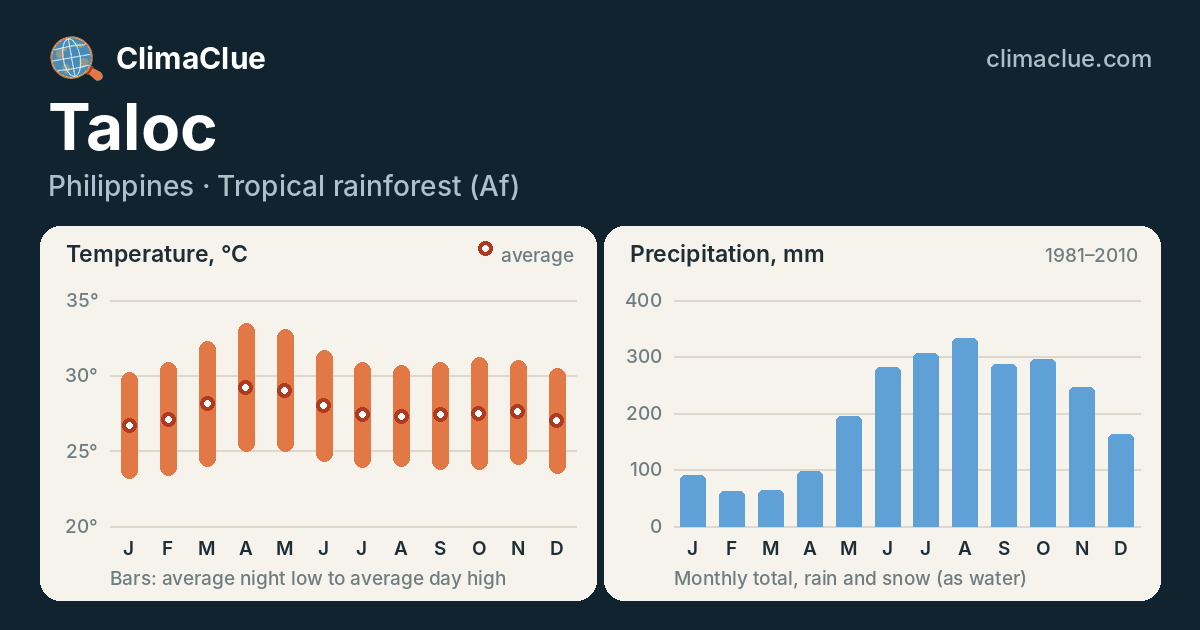 ClimaClue
climaclue.com
Taloc
Philippines · Tropical rainforest (Af)
Temperature, °C
average
35°
30°
25°
20°
J F M A M J J A S O N D
Bars: average night low to average day high
Precipitation, mm
1981–2010
400
300
200
100
0
J F M A M J J A S O N D
Monthly total, rain and snow (as water)